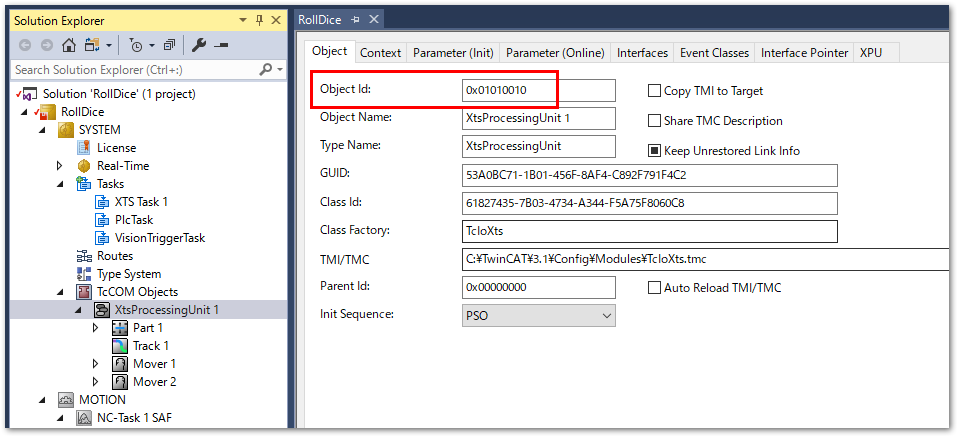 Solution Explorer
Search Solution Explorer (Ctrl+:)
Solution 'RollDice' (1 project)
RollDice
SYSTEM
License
Real-Time
Tasks
XTS Task 1
PlcTask
VisionTriggerTask
Routes
Type System
TcCOM Objects
XtsProcessingUnit 1
Part 1
Track 1
Mover 1
Mover 2
MOTION
NC-Task 1 SAF
RollDice
Object Context Parameter (Init) Parameter (Online) Interfaces Event Classes Interface Pointer XPU
Object Id: 0x01010010 Copy TMI to Target
Object Name: XtsProcessingUnit 1 Share TMC Description
Type Name: XtsProcessingUnit Keep Unrestored Link Info
GUID: 53A0BC71-1B01-456F-8AF4-C892F791F4C2
Class Id: 61827435-7B03-4734-A344-F5A75F8060C8
Class Factory: TcIoXts
TMI/TMC C:¥TwinCAT¥3.1¥Config¥Modules¥TcIoXts.tmc
Parent Id: 0x00000000 Auto Reload TMI/TMC
Init Sequence: PSO